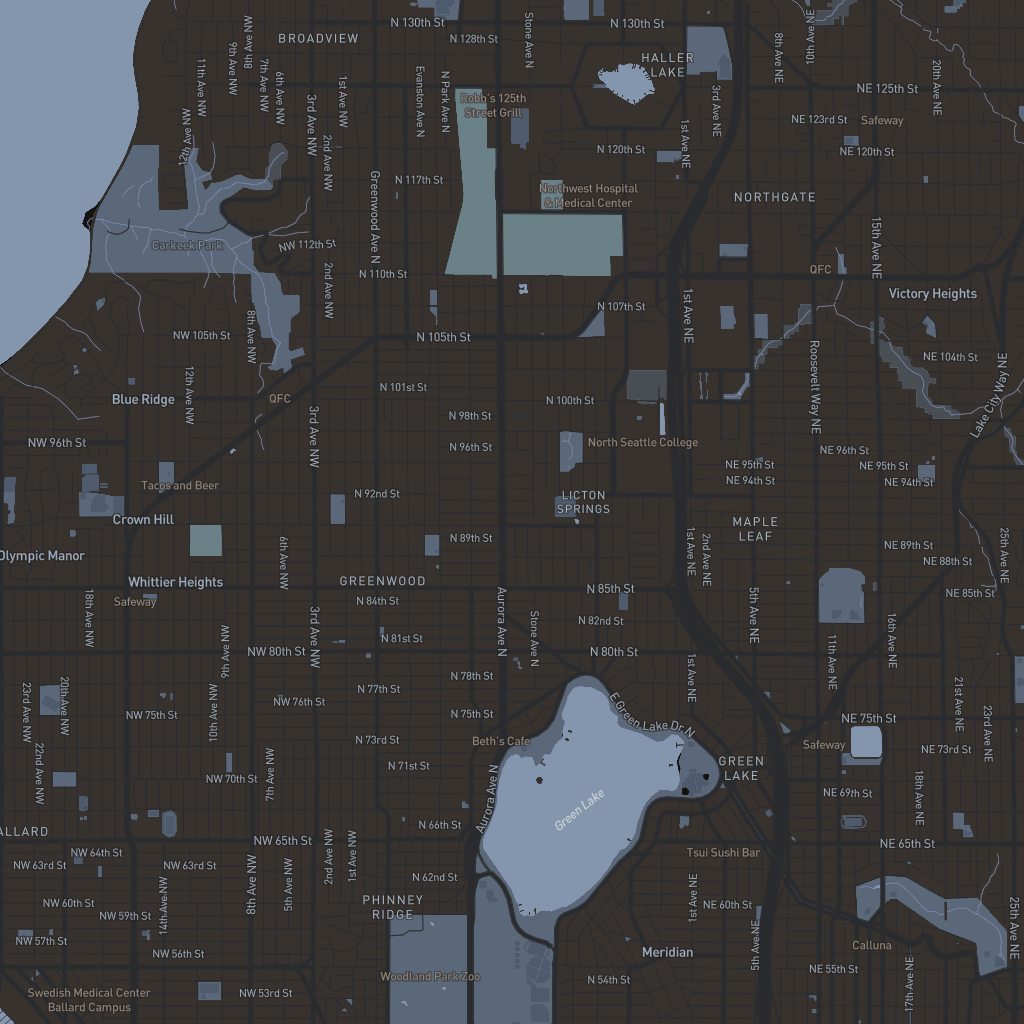 N 130th St
N 130th St
BROADVIEW
N 128th St
Stone Ave N
8th Ave NW
9th Ave NW
7th Ave NW
6th Ave NW
11th Ave NW
1st Ave NW
Evanston Ave N
N Park Ave N
HALLER
LAKE
8th Ave NE
10th Ave NE
20th Ave NE
NE 125th St
Robb's 125th
Street Grill
3rd Ave NW
3rd Ave NE
NE 123rd St
Safeway
12th Ave NW
2nd Ave NW
1st Ave NE
N 120th St
NE 120th St
N 117th St
Greenwood Ave N
Northwest Hospital
& Medical Center
NORTHGATE
Carkeek Park
NW 112th St
15th Ave NE
N 110th St
QFC
2nd Ave NW
Victory Heights
N 107th St
1st Ave NE
8th Ave NW
NW 105th St
N 105th St
NE 104th St
Roosevelt Way NE
12th Ave NW
N 101st St
Blue Ridge
QFC
N 100th St
Lake City Way NE
N 98th St
3rd Ave NW
NW 96th St
N 96th St
North Seattle College
NE 96th St
NE 95th St
NE 95th St
NE 94th St
NE 94th St
Tacos and Beer
N 92nd St
LICTON
SPRINGS
Crown Hill
MAPLE
LEAF
N 89th St
1st Ave NE
2nd Ave NE
NE 89th St
25th Ave NE
Olympic Manor
NE 88th St
6th Ave NW
Whittier Heights
GREENWOOD
N 85th St
NE 85th St
Safeway
N 84th St
18th Ave NW
3rd Ave NW
Aurora Ave N
Stone Ave N
N 82nd St
5th Ave NE
N 81st St
16th Ave NE
9th Ave NW
NW 80th St
N 80th St
11th Ave NE
N 78th St
1st Ave NE
23rd Ave NW
20th Ave NW
N 77th St
NW 76th St
10th Ave NW
21st Ave NE
E Green Lake Dr N
NW 75th St
N 75th St
NE 75th St
23rd Ave NE
N 73rd St
Beth's Cafe
Safeway
NE 73rd St
22nd Ave NW
7th Ave NW
N 71st St
GREEN
LAKE
NW 70th St
18th Ave NE
NE 69th St
Aurora Ave N
Green Lake
N 66th St
ALLARD
NW 65th St
NE 65th St
2nd Ave NW
1st Ave NW
NW 64th St
Tsui Sushi Bar
NW 63rd St
NW 63rd St
N 62nd St
8th Ave NW
5th Ave NW
1st Ave NE
PHINNEY
RIDGE
14th Ave NW
NW 60th St
NE 60th St
25th Ave NE
NW 59th St
NW 57th St
5th Ave NE
Calluna
NW 56th St
Meridian
NE 55th St
Woodland Park Zoo
N 54th St
17th Ave NE
Swedish Medical Center
Ballard Campus
NW 53rd St